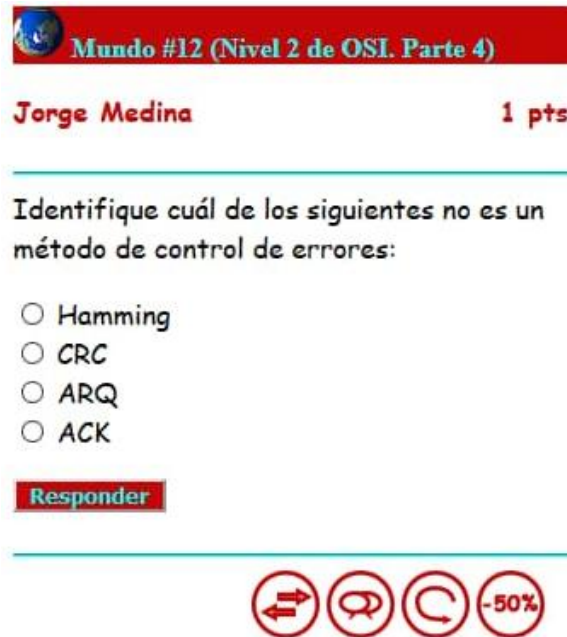 Mundo #12 (Nivel 2 de OSI. Parte 4)
Jorge Medina 1 pts
Identifique cuál de los siguientes no es un
método de control de errores:
Hamming
CRC
ARQ
ACK
Responder
-50%